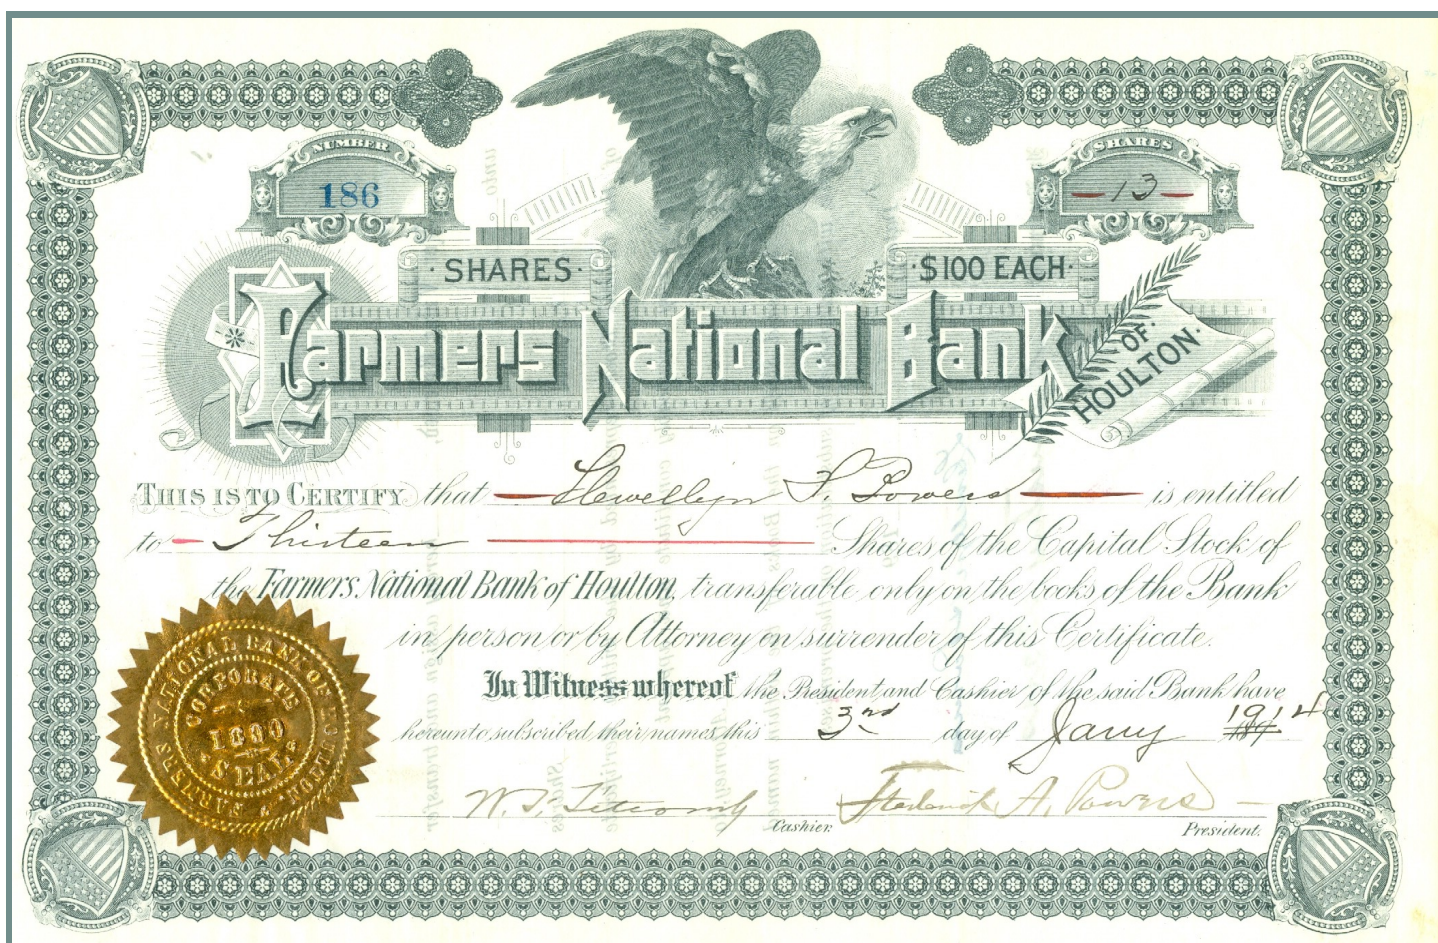 NUMBER
186
SHARES
13
· SHARES ·
· $100 EACH ·
Farmers National Bank
· OF ·
HOULTON ·
THIS IS TO CERTIFY that Llewellyn P. Powers is entitled
to Thirteen Shares of the Capital Stock of
the Farmers National Bank of Houlton, transferable only on the books of the Bank
in person or by Attorney on surrender of this Certificate.
In Witness whereof the President and Cashier of the said Bank have
hereunto subscribed their names this 3rd day of Jany 1914
FARMERS NATIONAL BANK OF HOULTON.
CORPORATE
1890
SEAL
W. F. Titcomb Frederick A. Powers
Cashier. President.